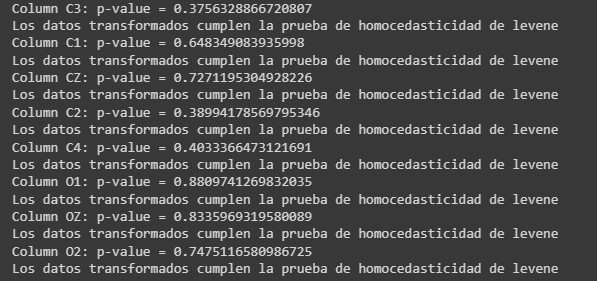 Column C3: p-value = 0.3756328866720807
Los datos transformados cumplen la prueba de homocedasticidad de levene
Column C1: p-value = 0.648349083935998
Los datos transformados cumplen la prueba de homocedasticidad de levene
Column CZ: p-value = 0.7271195304928226
Los datos transformados cumplen la prueba de homocedasticidad de levene
Column C2: p-value = 0.38994178569795346
Los datos transformados cumplen la prueba de homocedasticidad de levene
Column C4: p-value = 0.4033366473121691
Los datos transformados cumplen la prueba de homocedasticidad de levene
Column O1: p-value = 0.8809741269832035
Los datos transformados cumplen la prueba de homocedasticidad de levene
Column OZ: p-value = 0.8335969319580089
Los datos transformados cumplen la prueba de homocedasticidad de levene
Column O2: p-value = 0.7475116580986725
Los datos transformados cumplen la prueba de homocedasticidad de levene